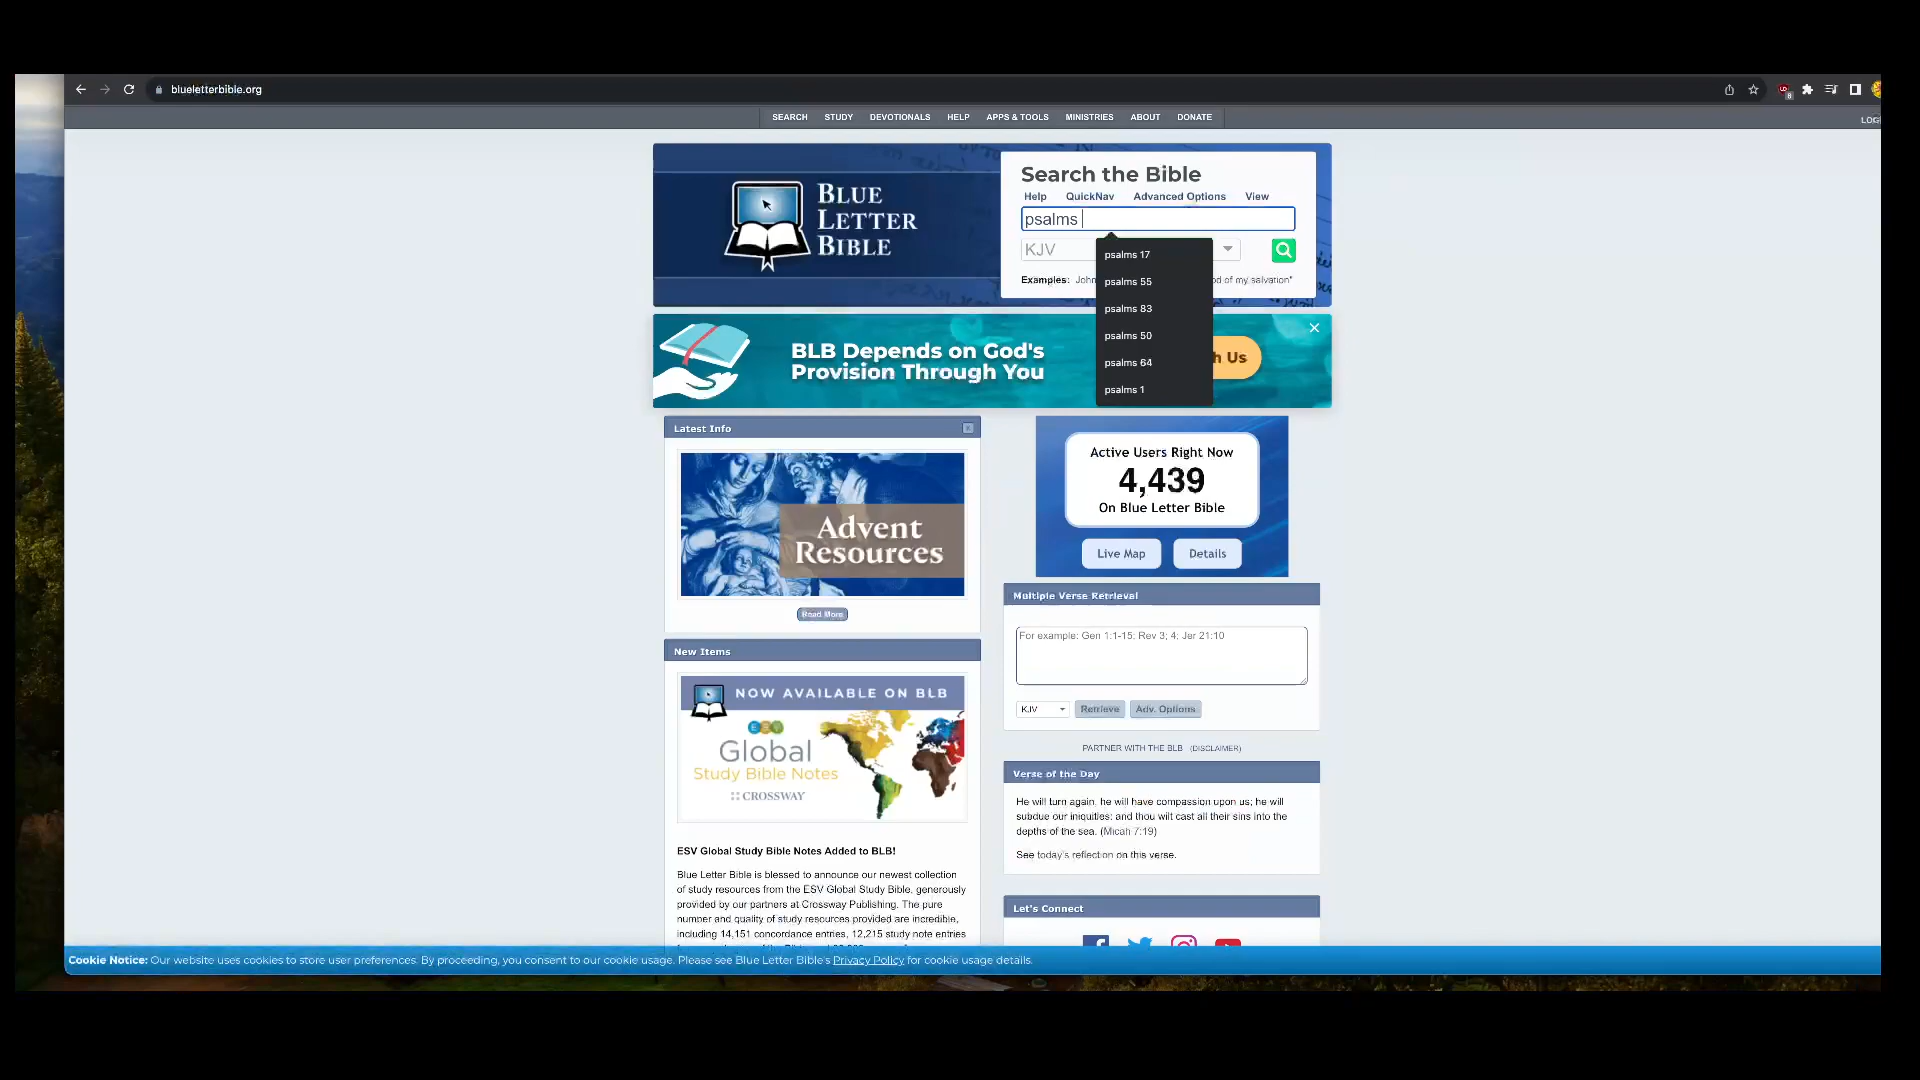 blueletterbible.org
SEARCH STUDY DEVOTIONALS HELP APPS & TOOLS MINISTRIES ABOUT DONATE
BLUE
LETTER
BIBLE
Search the Bible
Help QuickNav Advanced Options View
psalms
KJV
Examples: John
od of my salvation"
psalms 17
psalms 55
psalms 83
psalms 50
psalms 64
psalms 1
BLB Depends on God's
Provision Through You
h Us
Latest Info
Advent
Resources
Read More
Active Users Right Now
4,439
On Blue Letter Bible
Live Map Details
Multiple Verse Retrieval
For example: Gen 1:1-15; Rev 3; 4; Jer 21:10
KJV Retrieve Adv. Options
PARTNER WITH THE BLB (DISCLAIMER)
Verse of the Day
He will turn again, he will have compassion upon us; he will
subdue our iniquities: and thou wilt cast all their sins into the
depths of the sea. (Micah 7:19)
See today's reflection on this verse.
Let's Connect
New Items
NOW AVAILABLE ON BLB
ESV
Global
Study Bible Notes
CROSSWAY
ESV Global Study Bible Notes Added to BLB!
Blue Letter Bible is blessed to announce our newest collection
of study resources from the ESV Global Study Bible, generously
provided by our partners at Crossway Publishing. The pure
number and quality of study resources provided are incredible,
including 14,151 concordance entries, 12,215 study note entries
Cookie Notice: Our website uses cookies to store user preferences. By proceeding, you consent to our cookie usage. Please see Blue Letter Bible's Privacy Policy for cookie usage details.